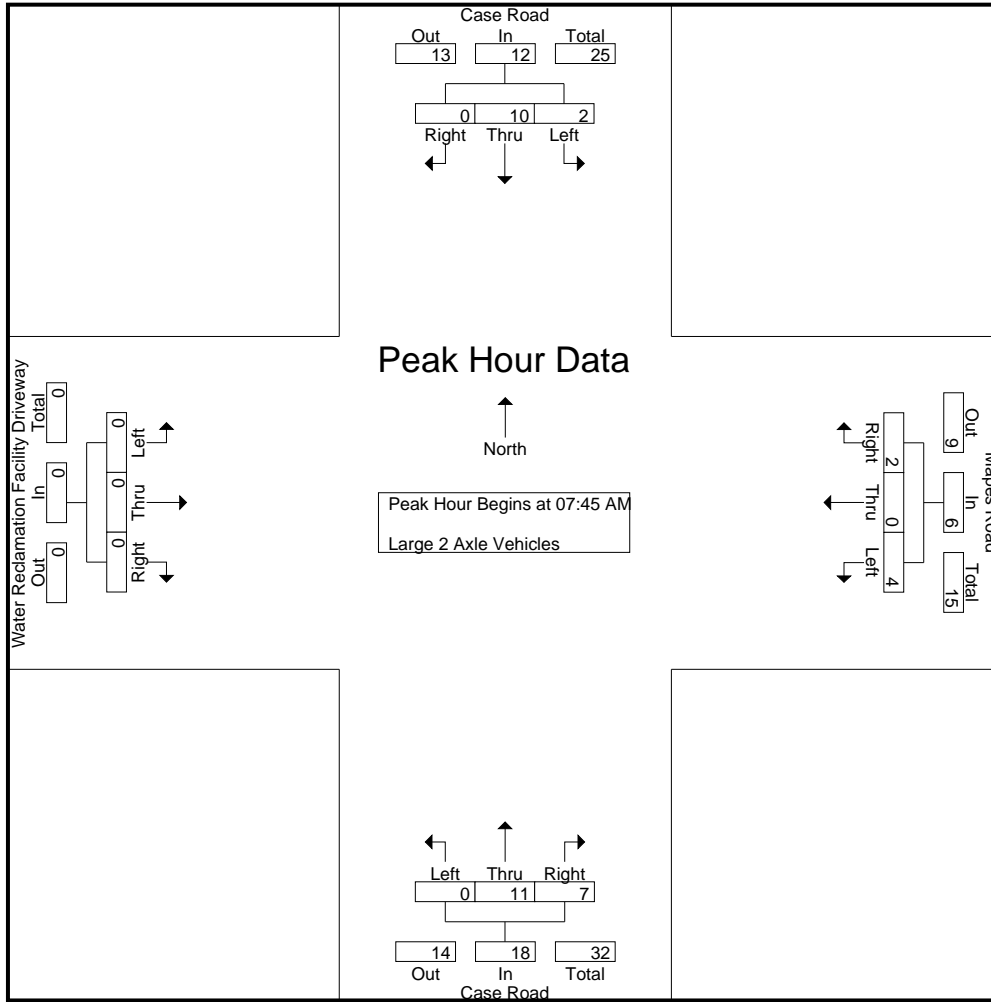 Case Road
Out In Total
13 12 25
0 10 2
Right Thru Left
Peak Hour Data
North
Peak Hour Begins at 07:45 AM
Large 2 Axle Vehicles
Water Reclamation Facility Driveway
Out In Total
0 0 0
0 0 0
Right Thru Left
Mapes Road
Out In Total
9 6 15
Right Thru Left
2 0 4
Left Thru Right
0 11 7
14 18 32
Out In Total
Case Road